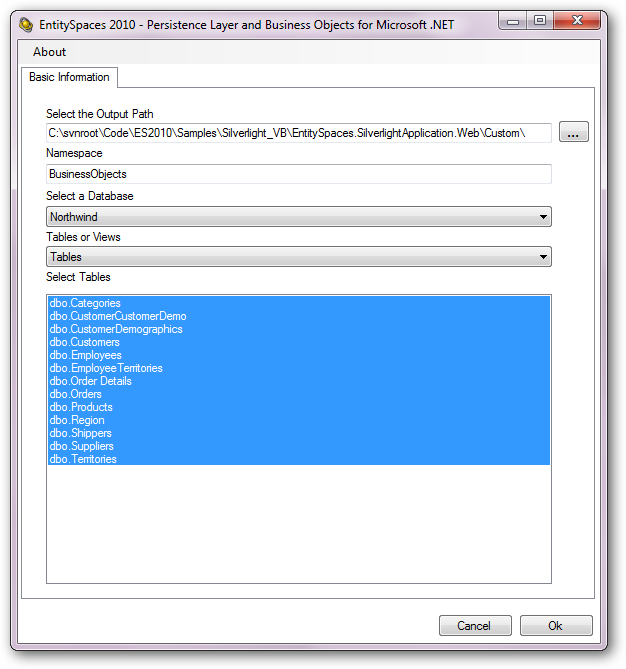 EntitySpaces 2010 - Persistence Layer and Business Objects for Microsoft .NET
About
Basic Information
Select the Output Path
C:\svnroot\Code\ES2010\Samples\Silverlight_VB\EntitySpaces.SilverlightApplication.Web\Custom\
...
Namespace
BusinessObjects
Select a Database
Northwind
Tables or Views
Tables
Select Tables
dbo.Categories
dbo.CustomerCustomerDemo
dbo.CustomerDemographics
dbo.Customers
dbo.Employees
dbo.EmployeeTerritories
dbo.Order Details
dbo.Orders
dbo.Products
dbo.Region
dbo.Shippers
dbo.Suppliers
dbo.Territories
Cancel
Ok